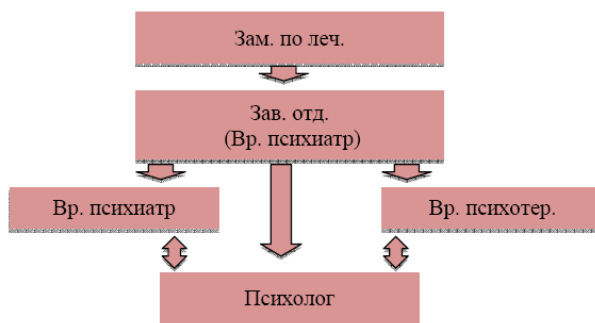 Зам. по леч.
Зав. отд.
(Вр. психиатр)
Вр. психиатр
Вр. психотер.
Психолог